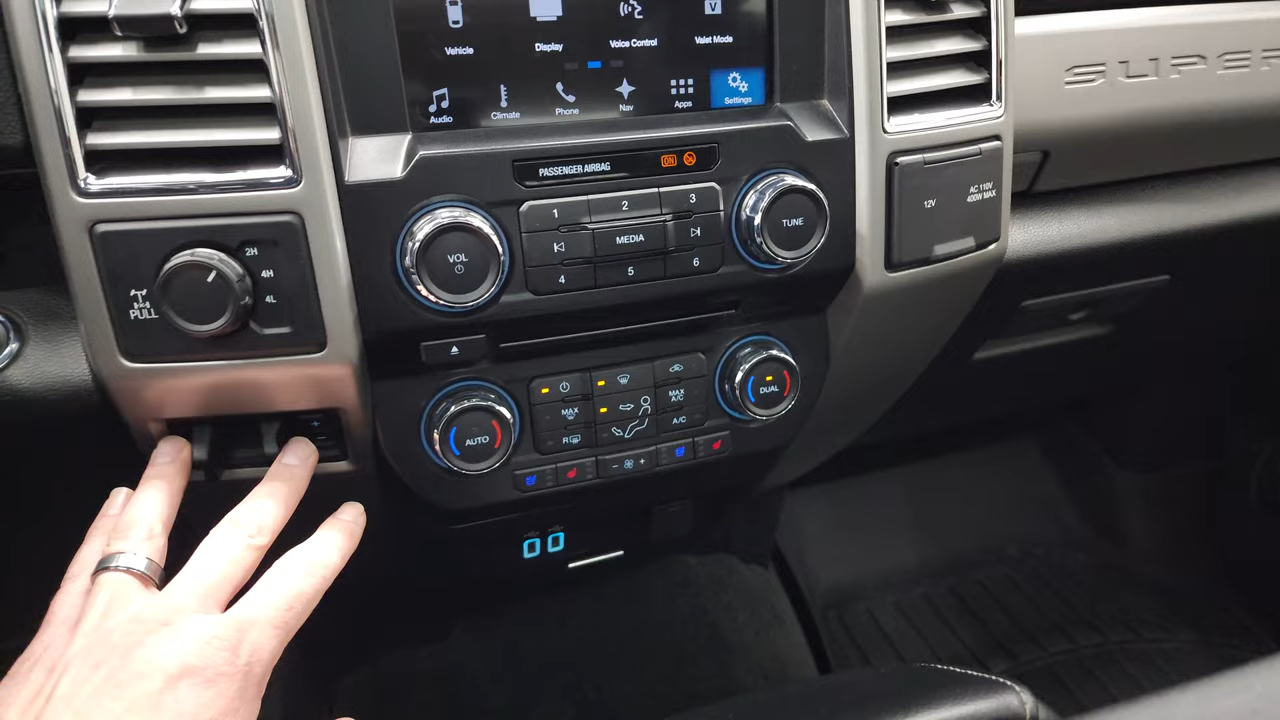 Vehicle
Display
Voice Control
V
Valet Mode
Audio
Climate
Phone
Nav
Apps
Settings
SUPER
PASSENGER AIRBAG
ON
12V
AC 110V
400W MAX
1
2
3
VOL
MEDIA
TUNE
4
5
6
2H
4H
4L
PULL
AUTO
MAX
R
MAX
A/C
A/C
DUAL
- +
+